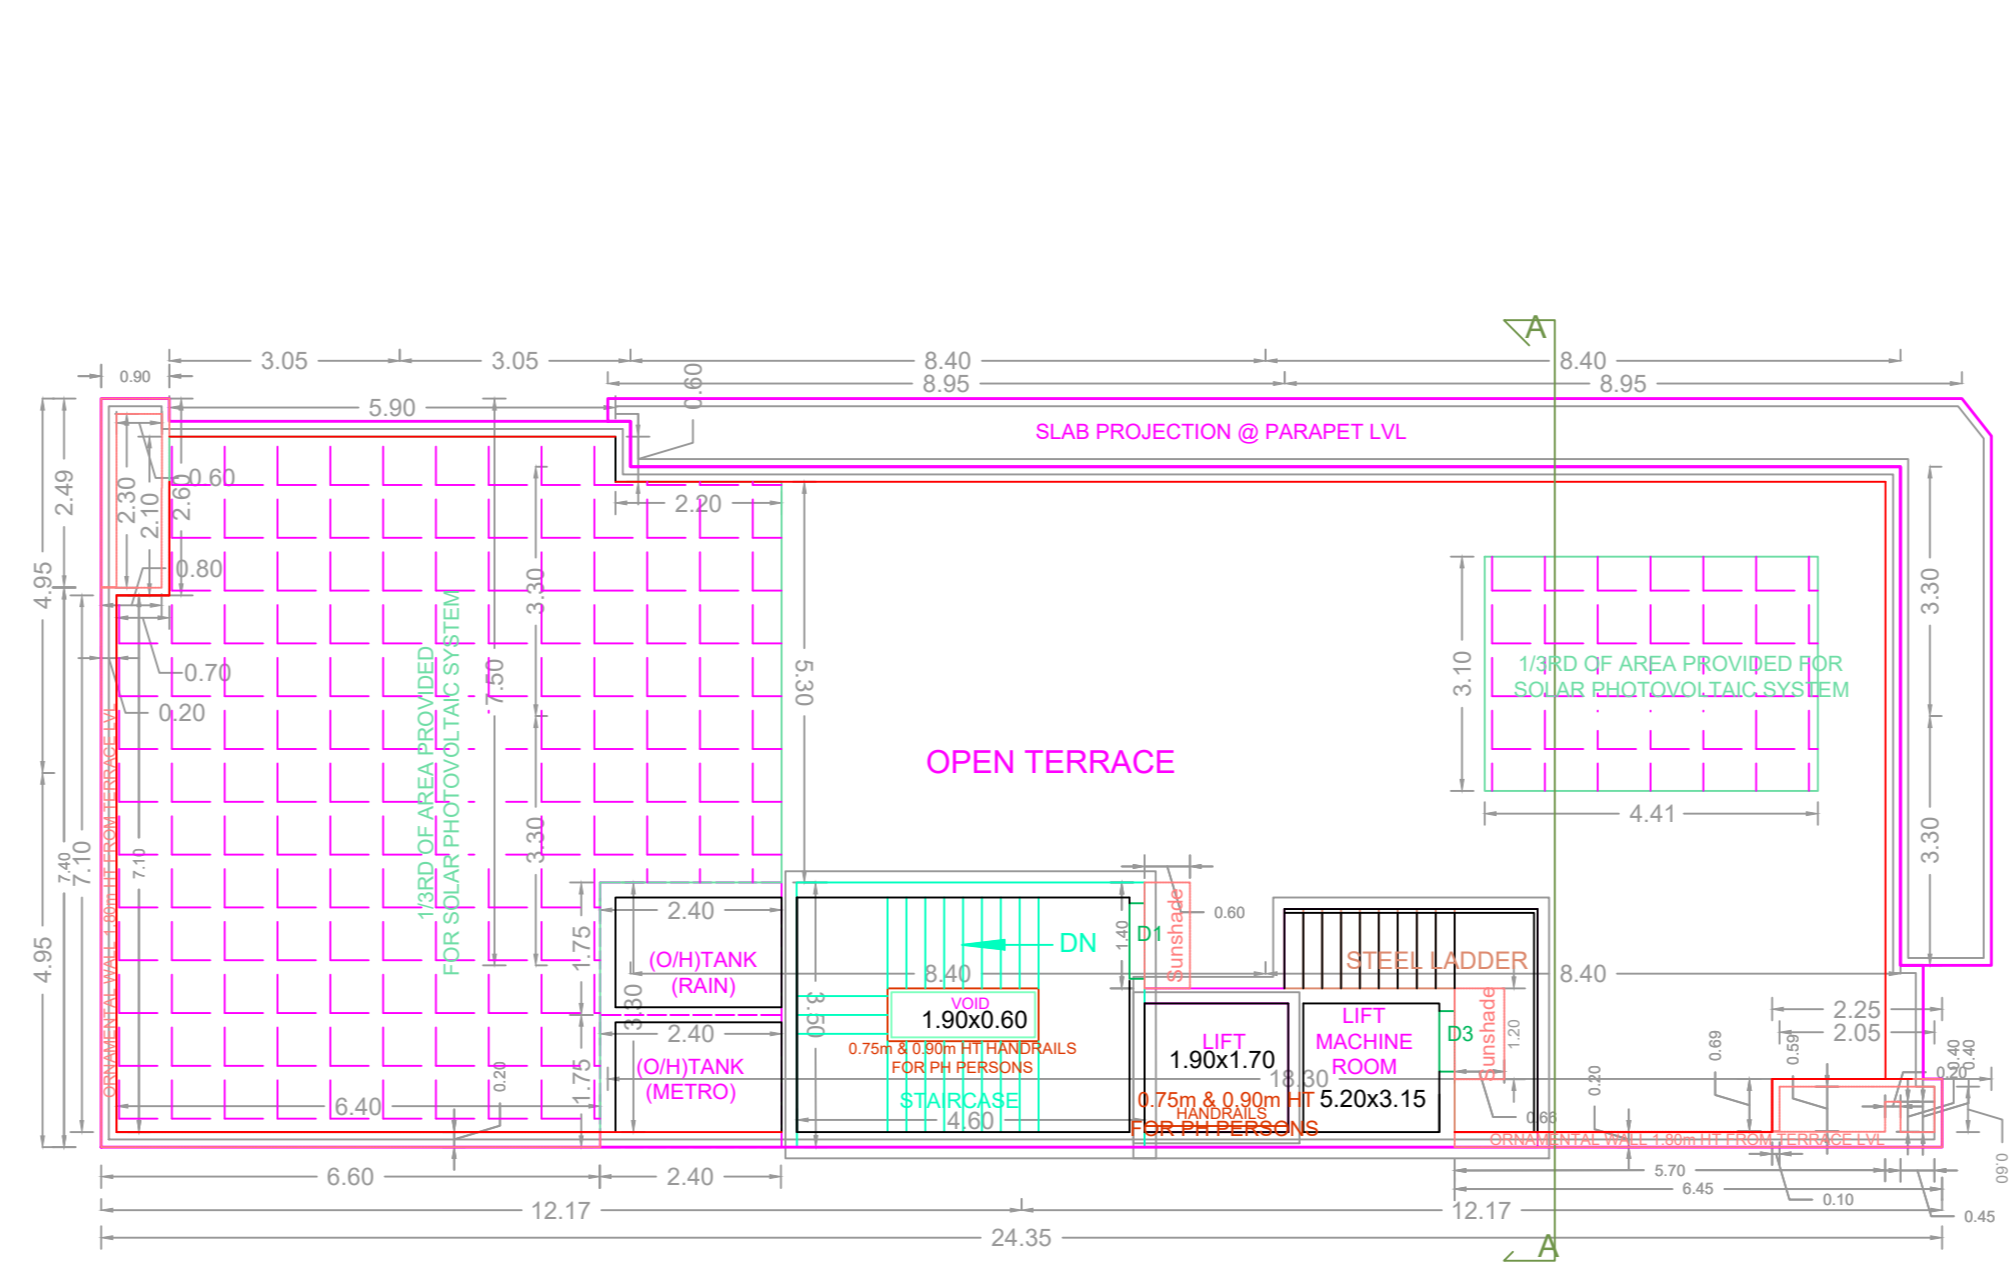 A
3.05
3.05
8.40
8.40
0.90
0.60
8.95
8.95
5.90
SLAB PROJECTION @ PARAPET LVL
4.95
2.49
2.30
2.10
2.60
0.60
2.20
0.80
3.30
3.30
0.70
0.20
7.50
5.30
3.10
1/3RD OF AREA PROVIDED FOR
SOLAR PHOTOVOLTAIC SYSTEM
4.41
OPEN TERRACE
1/3RD OF AREA PROVIDED
FOR SOLAR PHOTOVOLTAIC SYSTEM
ORNAMENTAL WALL 1.80m HT FROM TERRACE LVL
4.95
7.40
7.10
7.10
3.30
3.30
2.40
1.75
(O/H)TANK
(RAIN)
3.30
2.40
1.75
(O/H)TANK
(METRO)
8.40
3.50
DN
VOID
1.90x0.60
0.75m & 0.90m HT HANDRAILS
FOR PH PERSONS
STAIRCASE
4.60
1.40
D1
Sunshade
0.60
STEEL LADDER
8.40
LIFT
1.90x1.70
LIFT
MACHINE
ROOM
5.20x3.15
18.30
0.75m & 0.90m HT
HANDRAILS
FOR PH PERSONS
D3
Sunshade
1.20
0.66
0.20
0.69
0.59
2.25
2.05
0.40
0.40
0.20
ORNAMENTAL WALL 1.80m HT FROM TERRACE LVL
0.60
6.40
0.20
6.60
2.40
5.70
6.45
0.10
0.45
12.17
12.17
24.35
A